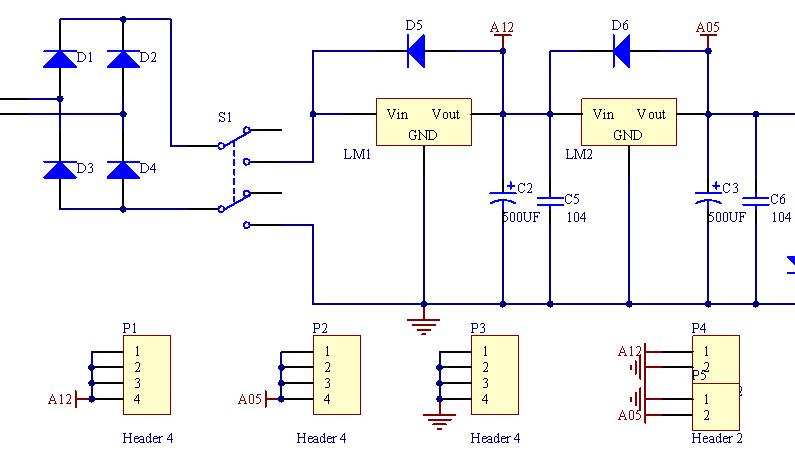 D5
A12
D6
A05
D1
D2
S1
Vin
Vout
GND
Vin
Vout
GND
LM1
LM2
D3
D4
+
C2
500UF
C5
104
+
C3
500UF
C6
104
P1
P2
P3
P4
1
2
3
4
A12
Header 4
1
2
3
4
A05
Header 4
1
2
3
4
Header 4
A12
1
2
P5
2
1
2
A05
Header 2